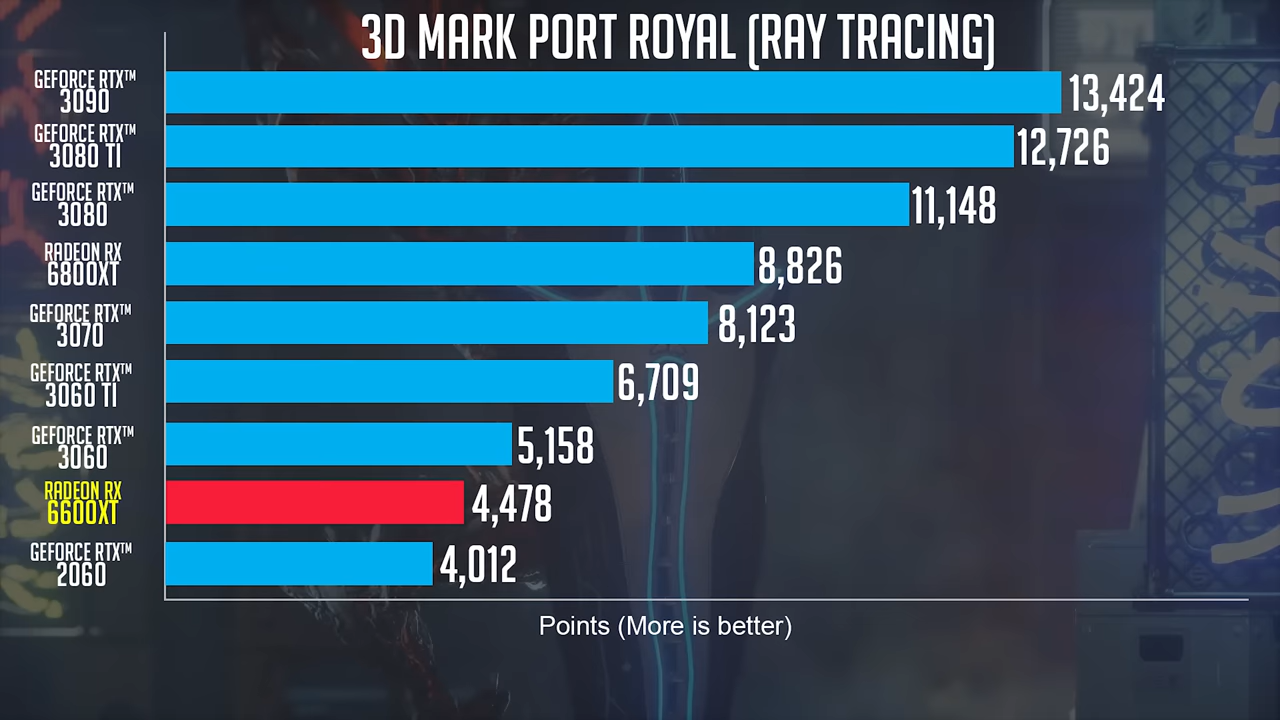 3D MARK PORT ROYAL (RAY TRACING)
GEFORCE RTX™
3090
13,424
GEFORCE RTX™
3080 TI
12,726
GEFORCE RTX™
3080
11,148
RADEON RX
6800XT
8,826
GEFORCE RTX™
3070
8,123
GEFORCE RTX™
3060 TI
6,709
GEFORCE RTX™
3060
5,158
RADEON RX
6600XT
4,478
GEFORCE RTX™
2060
4,012
Points (More is better)